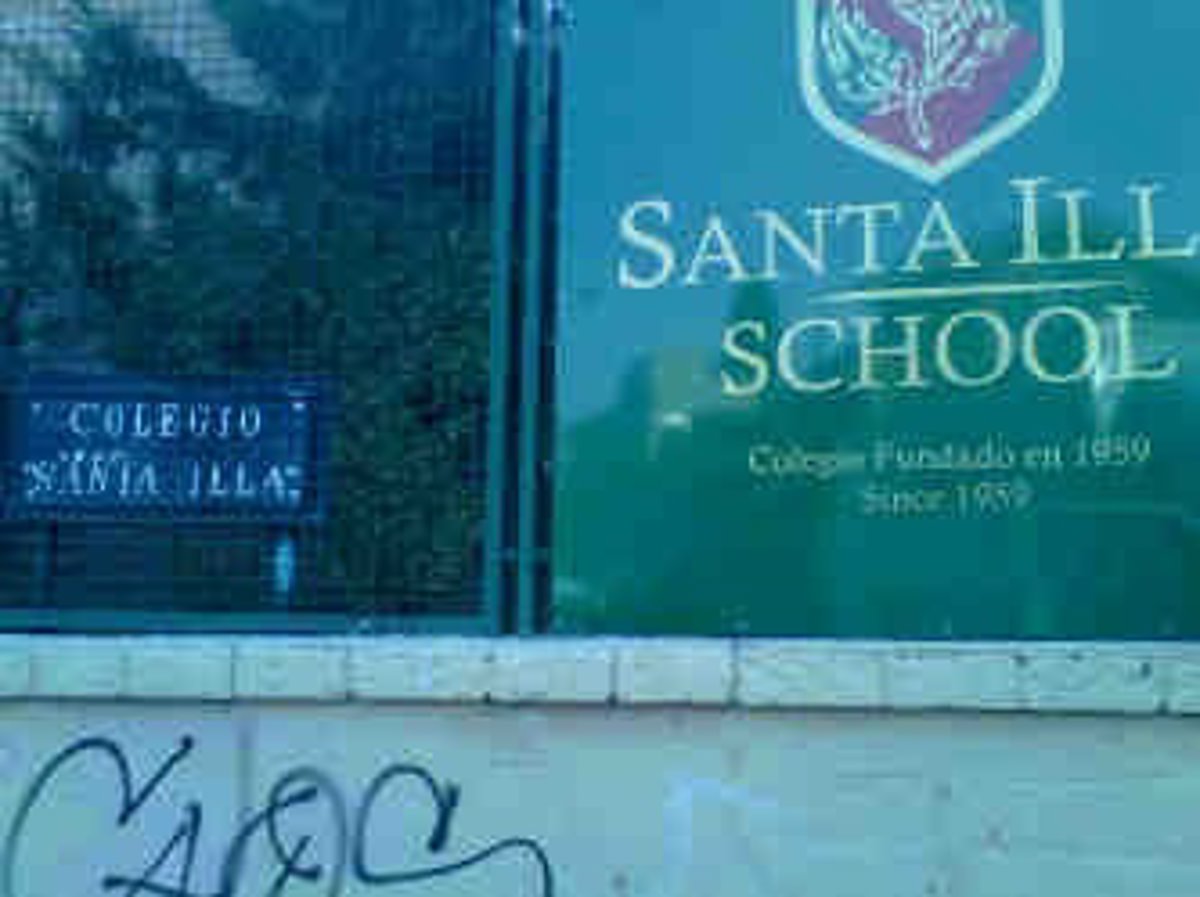 COLEGIO
SANTA ILLA
SANTA ILL
SCHOOL
Colegio Fundado en 1959
Since 1959